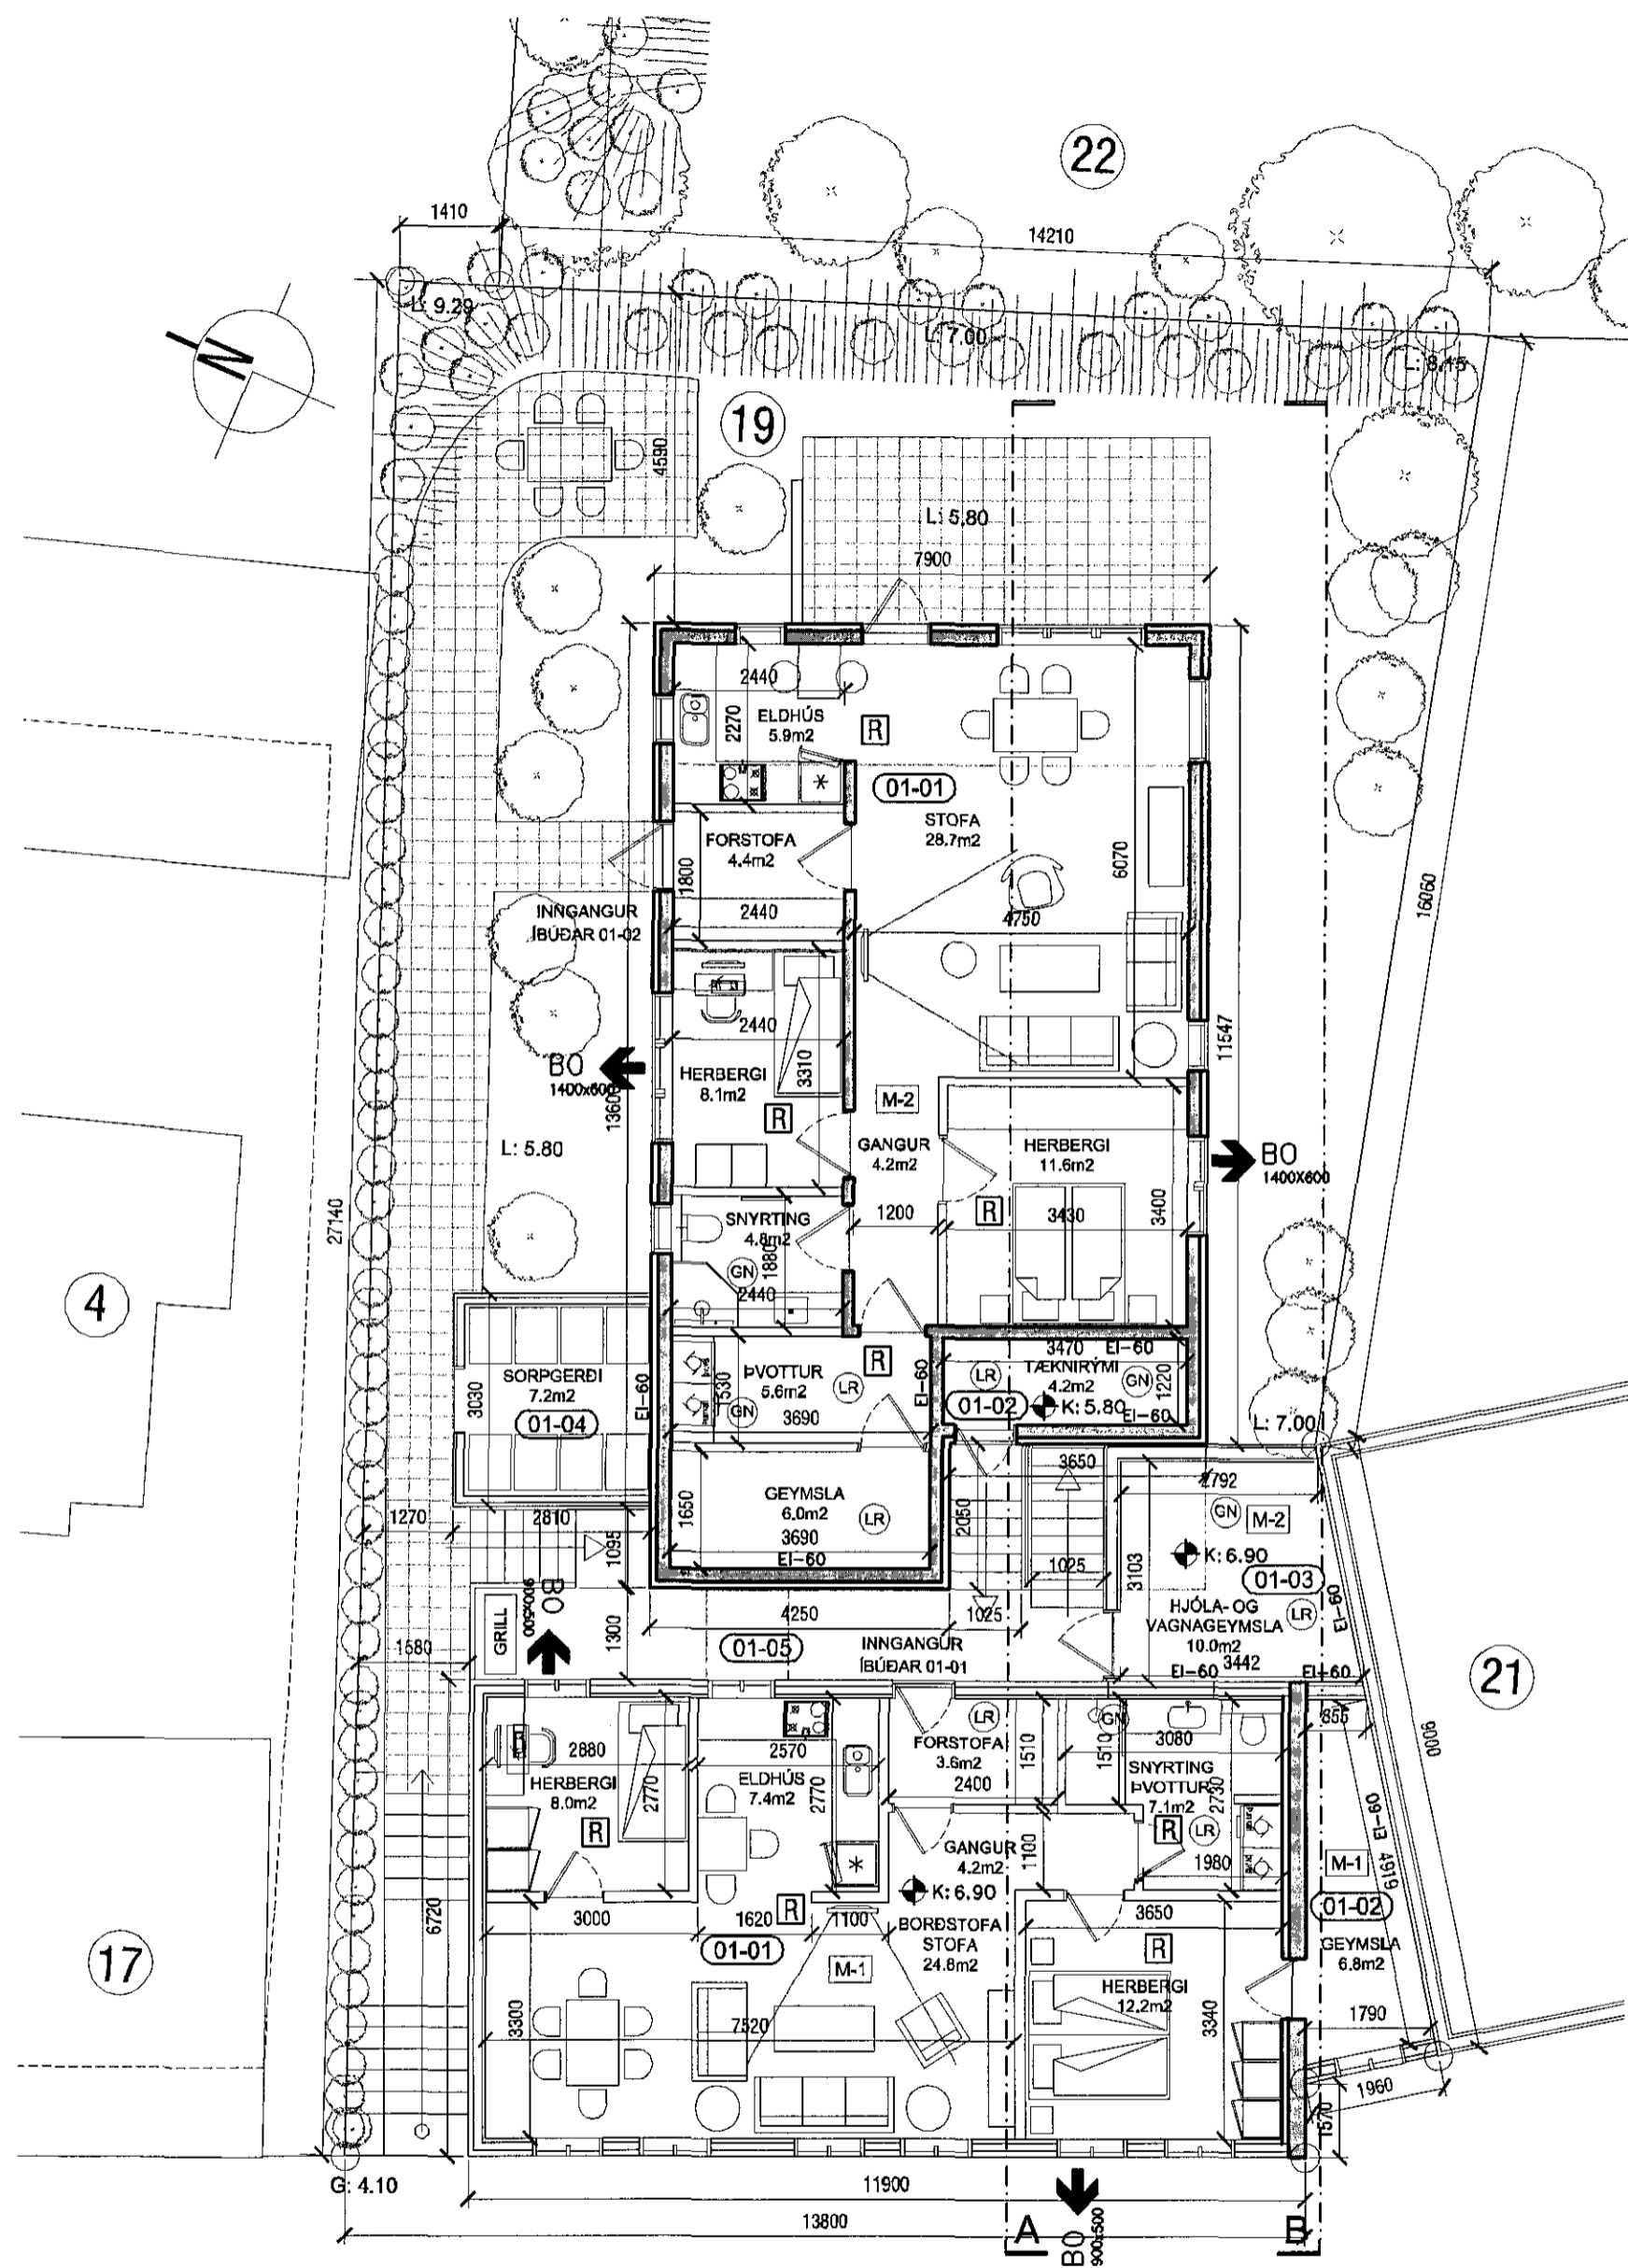 22
1410
14210
L: 9.29
L: 7.00
L: 8.15
N
19
4590
L: 5.80
7900
2440
2270
ELDHÚS
5.9m2
R
01-01
STOFA
28.7m2
FORSTOFA
4.4m2
1800
2440
6070
16060
INNGANGUR
ÍBÚÐAR 01-02
4750
2440
3310
11547
BO
1400x600
13600
HERBERGI
8.1m2
R
M-2
L: 5.80
GANGUR
4.2m2
HERBERGI
11.6m2
BO
1400X600
27140
SNYRTING
4.8m2
1200
R
3430
3400
4
GN
1880
2440
3470
EI-60
R
TÆKNIRÝMI
4.2m2
SORPGERÐI
7.2m2
01-04
3030
EI-60
ÞVOTTUR
5.6m2
LR
GN
1530
3690
EI-60
LR
GN
1220
01-02
K: 5.80
EI-60
L: 7.00
3650
GEYMSLA
6.0m2
1650
LR
3690
EI-60
2050
1792
GN
M-2
1270
2810
1095
K: 6.90
01-03
3103
1025
BO
900x500
GRILL
1300
4250
1025
HJÓLA- OG
VAGNAGEYMSLA
10.0m2
LR
EI-60
1580
01-05
INNGANGUR
ÍBÚÐAR 01-01
3442
EI-60
EI-60
21
2880
HERBERGI
8.0m2
2770
R
2570
ELDHÚS
7.4m2
2770
LR
FORSTOFA
3.6m2
2400
1510
GN
1510
3080
SNYRTING
ÞVOTTUR
7.1m2
2730
855
9000
R
LR
EI-60
4919
GANGUR
4.2m2
1100
1980
M-1
K: 6.90
01-02
6720
3000
1620
R
1100
BORÐSTOFA
STOFA
24.8m2
3650
17
01-01
M-1
R
GEYMSLA
6.8m2
HERBERGI
12.2m2
3300
7520
3340
1790
1960
1570
G: 4.10
11900
13800
A
BO
900x500
B